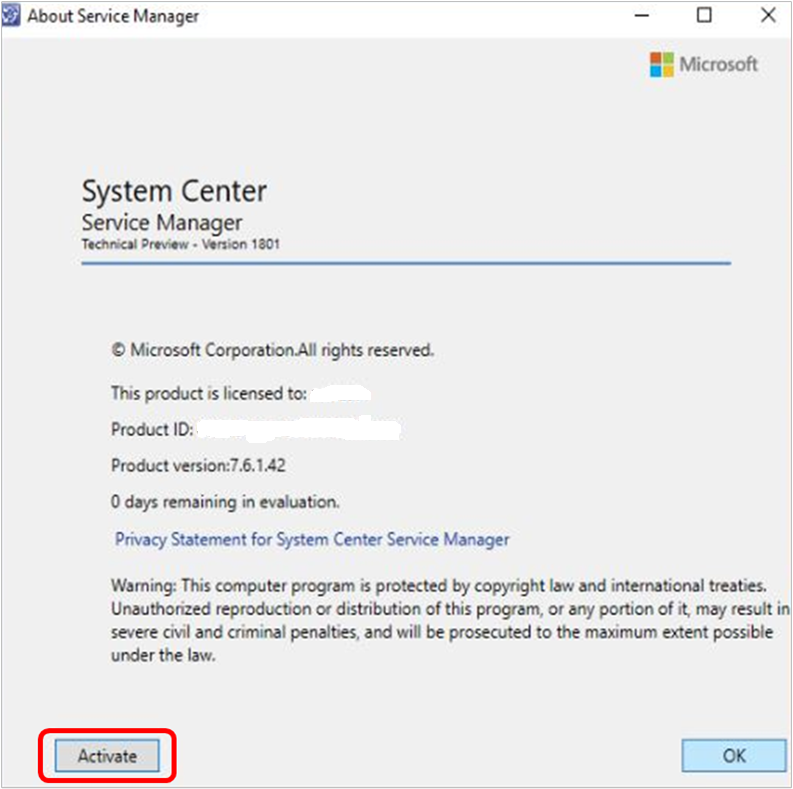 About Service Manager
Microsoft
System Center
Service Manager
Technical Preview - Version 1801
© Microsoft Corporation.All rights reserved.
This product is licensed to:
Product ID:
Product version:7.6.1.42
0 days remaining in evaluation.
Privacy Statement for System Center Service Manager
Warning: This computer program is protected by copyright law and international treaties.
Unauthorized reproduction or distribution of this program, or any portion of it, may result in
severe civil and criminal penalties, and will be prosecuted to the maximum extent possible
under the law.
Activate
OK